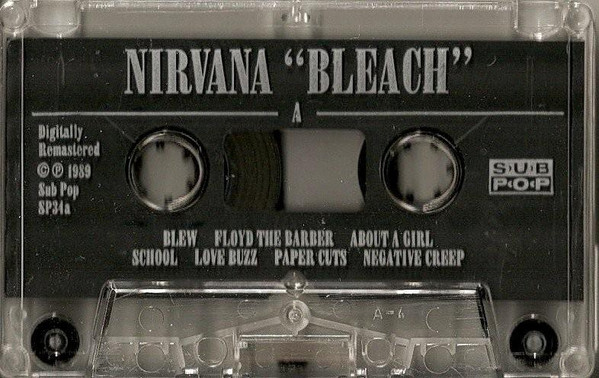 NIRVANA “BLEACH”
A
Digitally
Remastered
© ℗ 1989
Sub Pop
SP34a
SUB
POP
BLEW FLOYD THE BARBER ABOUT A GIRL
SCHOOL LOVE BUZZ PAPER CUTS NEGATIVE CREEP